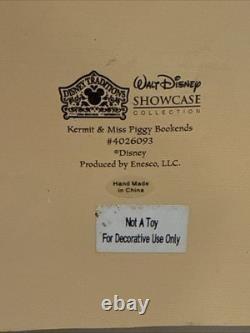 DISNEY TRADITIONS
WALT DISNEY
SHOWCASE
COLLECTION
Kermit & Miss Piggy Bookends
#4026093
©Disney
Produced by Enesco, LLC.
Hand Made
in China
Not A Toy
For Decorative Use Only